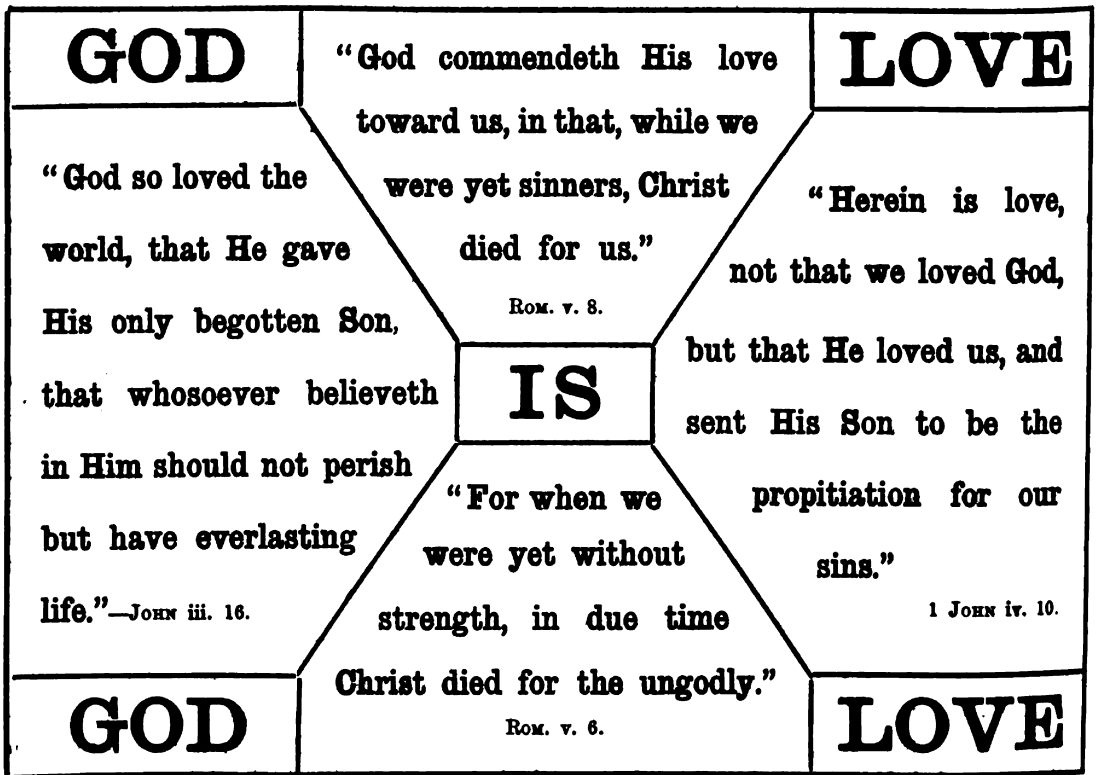 GOD
LOVE
“God commendeth His love
toward us, in that, while we
were yet sinners, Christ
died for us.”
Rom. v. 8.
“God so loved the
world, that He gave
His only begotten Son,
that whosoever believeth
in Him should not perish
but have everlasting
life.”—John iii. 16.
IS
“Herein is love,
not that we loved God,
but that He loved us, and
sent His Son to be the
propitiation for our
sins.”
1 John iv. 10.
“For when we
were yet without
strength, in due time
Christ died for the ungodly.”
Rom. v. 6.
GOD
LOVE